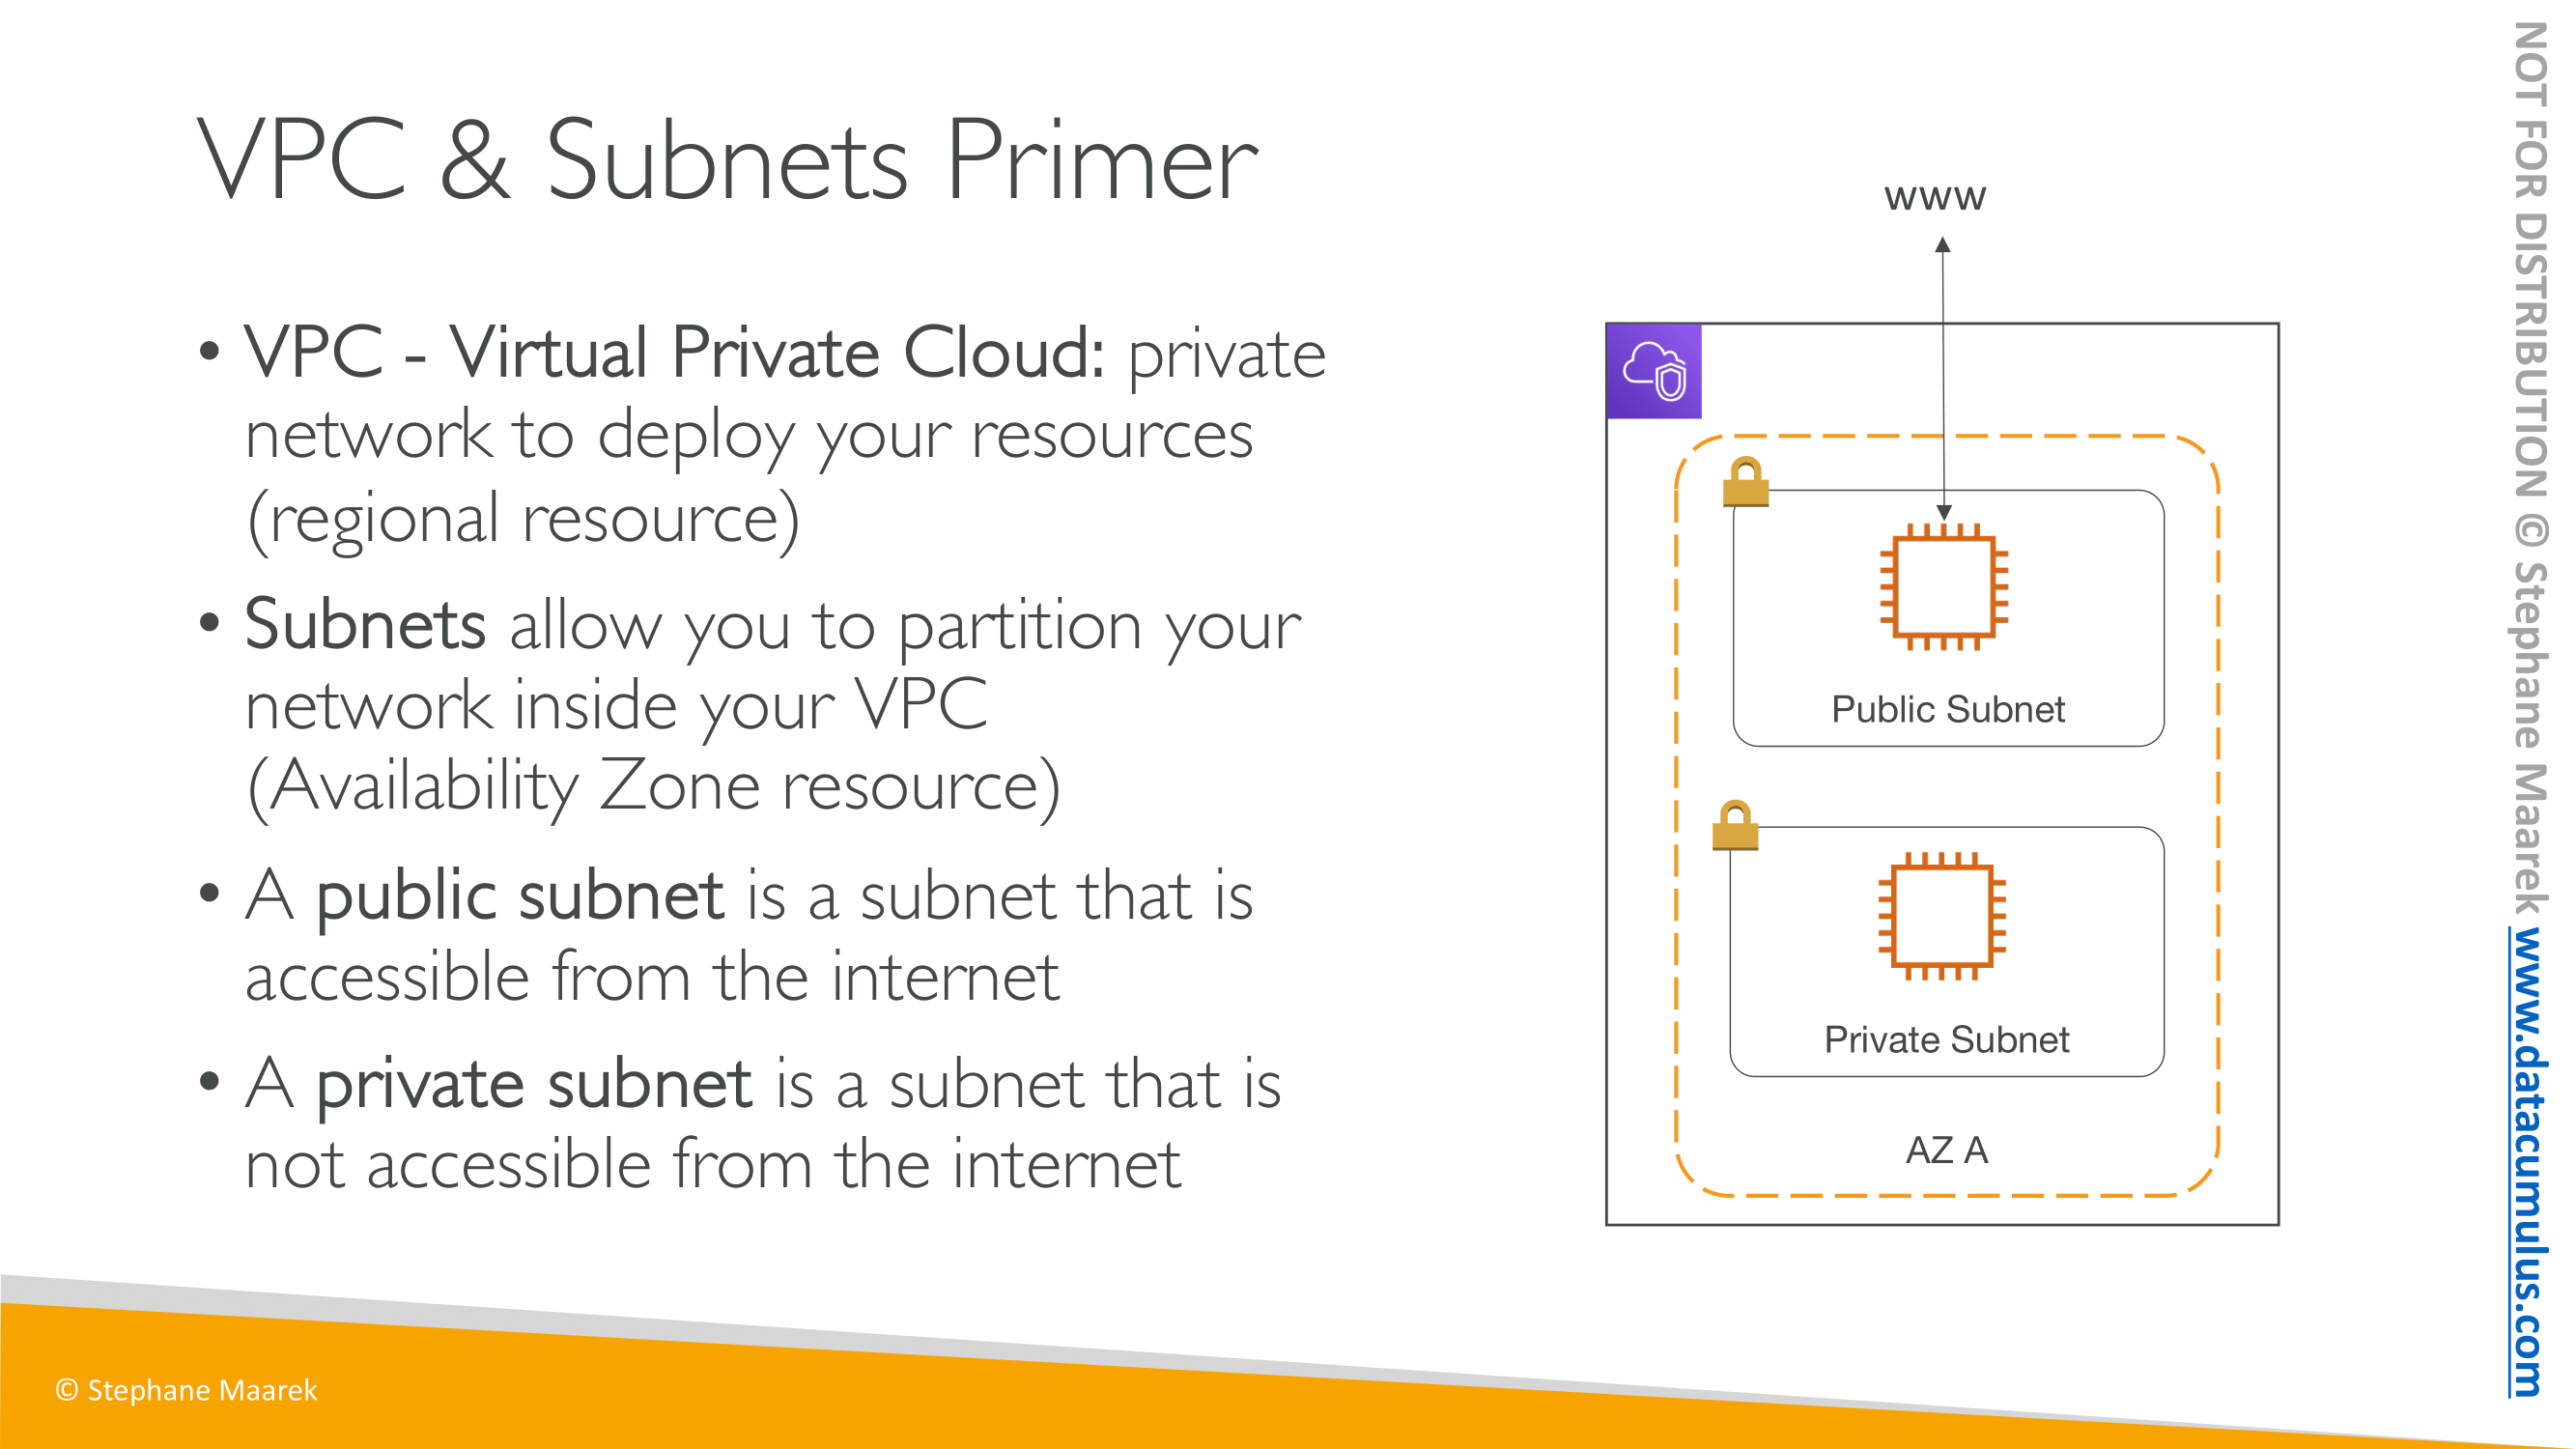 VPC & Subnets Primer
• VPC - Virtual Private Cloud: private
network to deploy your resources
(regional resource)
• Subnets allow you to partition your
network inside your VPC
(Availability Zone resource)
• A public subnet is a subnet that is
accessible from the internet
• A private subnet is a subnet that is
not accessible from the internet
www
Public Subnet
Private Subnet
AZ A
© Stephane Maarek
NOT FOR DISTRIBUTION © Stephane Maarek www.datacumulus.com